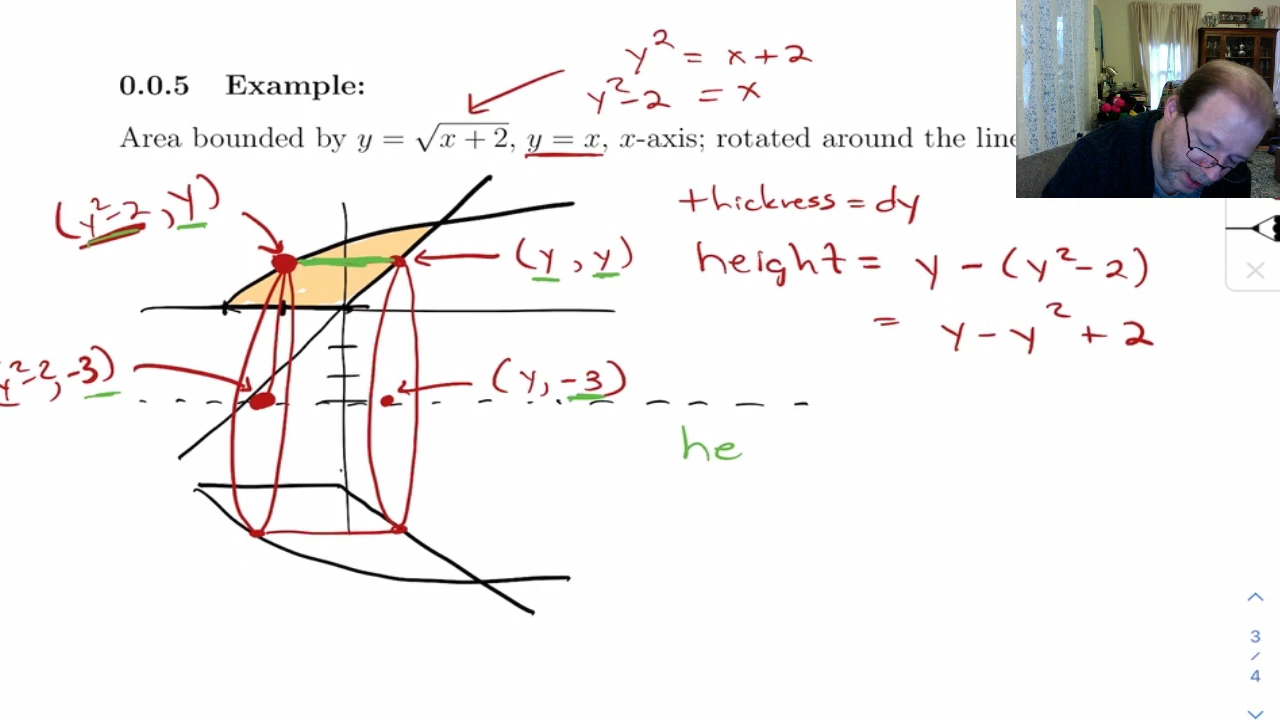 0.0.5 Example:
y² = x + 2
y² - 2 = x
Area bounded by y = √x + 2, y = x, x-axis; rotated around the line
(y²-2, y)
(y, y)
thickness = dy
height = y - (y² - 2)
= y - y² + 2
y²-2, -3)
(y, -3)
he
3
/
4